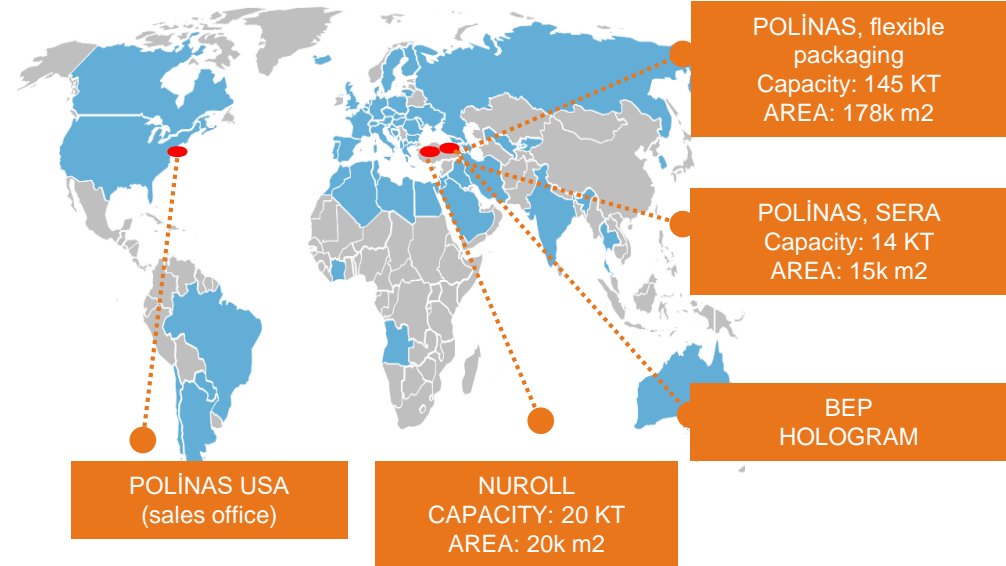 POLİNAS, flexible
packaging
Capacity: 145 KT
AREA: 178k m2
POLİNAS, SERA
Capacity: 14 KT
AREA: 15k m2
BEP
HOLOGRAM
POLİNAS USA
(sales office)
NUROLL
CAPACITY: 20 KT
AREA: 20k m2